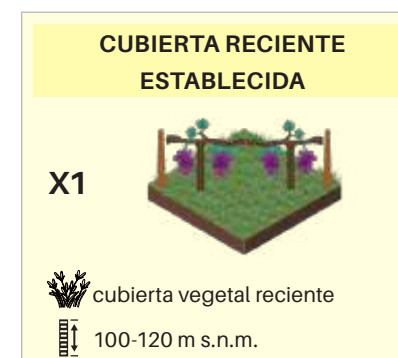 CUBIERTA RECIENTE
ESTABLECIDA
X1
cubierta vegetal reciente
100-120 m s.n.m.